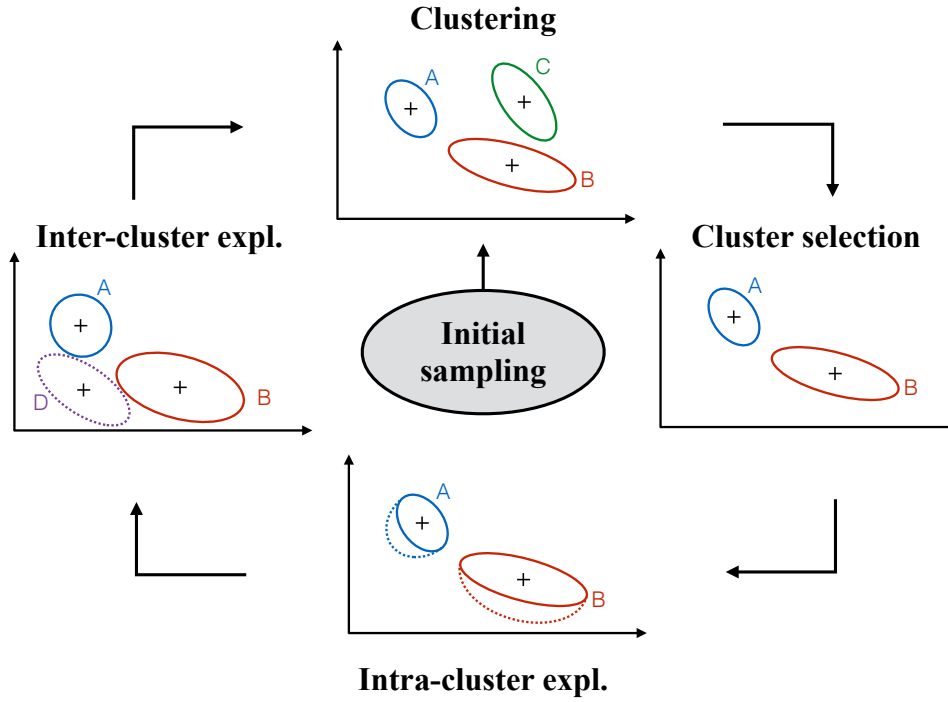 Clustering
A
C
B
Inter-cluster expl.
A
D
B
Cluster selection
A
B
Initial
sampling
A
B
Intra-cluster expl.